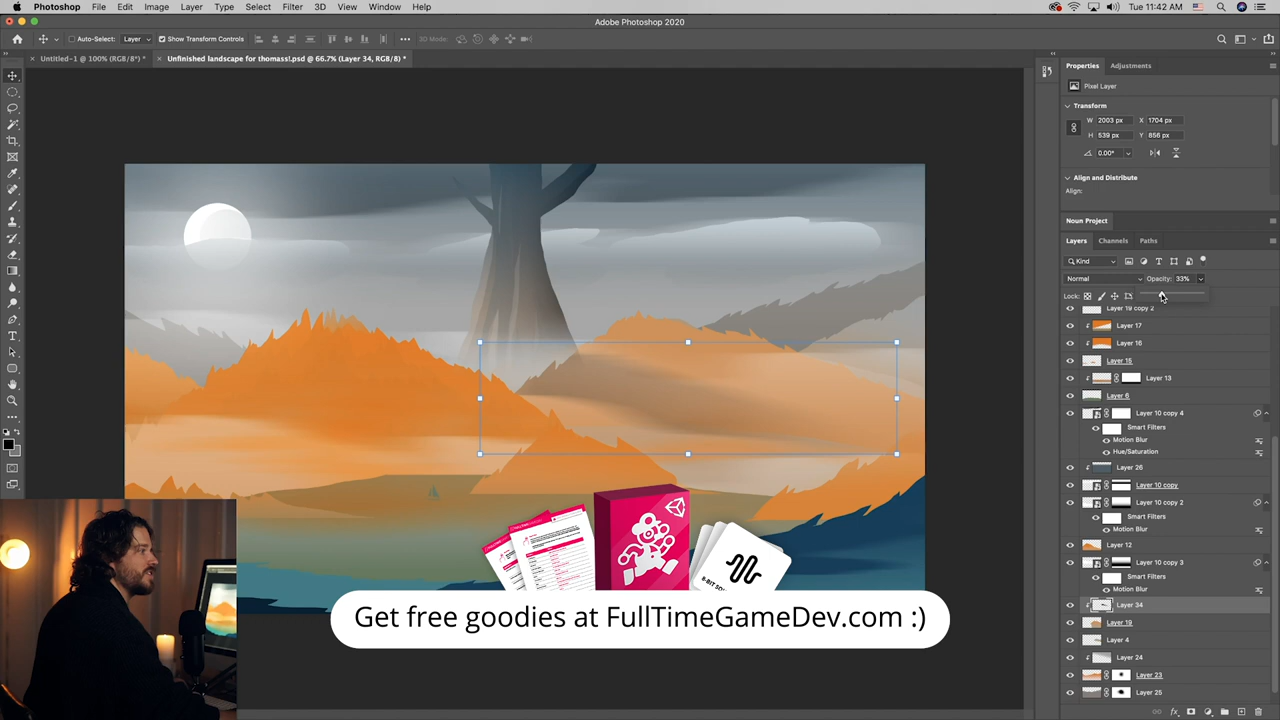 Photoshop File Edit Image Layer Type Select Filter 3D View Window Help Tue 11:42 AM
Adobe Photoshop 2020
Auto-Select: Layer Show Transform Controls 3D Mode:
Untitled-1 @ 100% (RGB/8*) * Unfinished landscape for thomass!.psd @ 66.7% (Layer 34, RGB/8) *
Properties Adjustments
Pixel Layer
Transform
W 2003 px X 1704 px
H 539 px Y 856 px
0.00°
Align and Distribute
Align:
Noun Project
Layers Channels Paths
Kind
Normal Opacity: 33%
Lock:
Layer 19 copy 2
Layer 17
Layer 16
Layer 15
Layer 13
Layer 6
Layer 10 copy 4
Smart Filters
Motion Blur
Hue/Saturation
Layer 26
Layer 10 copy
Layer 10 copy 2
Smart Filters
Motion Blur
Layer 12
Layer 10 copy 3
Smart Filters
Motion Blur
Layer 34
Layer 19
Layer 4
Layer 24
Layer 23
Layer 25
8-BIT
Get free goodies at FullTimeGameDev.com :)